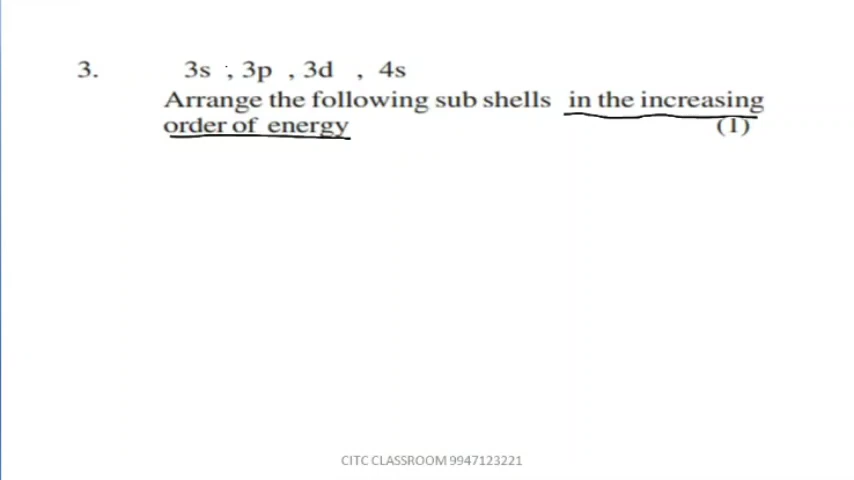 3. 3s , 3p , 3d , 4s
Arrange the following sub shells in the increasing
order of energy (1)
CITC CLASSROOM 9947123221